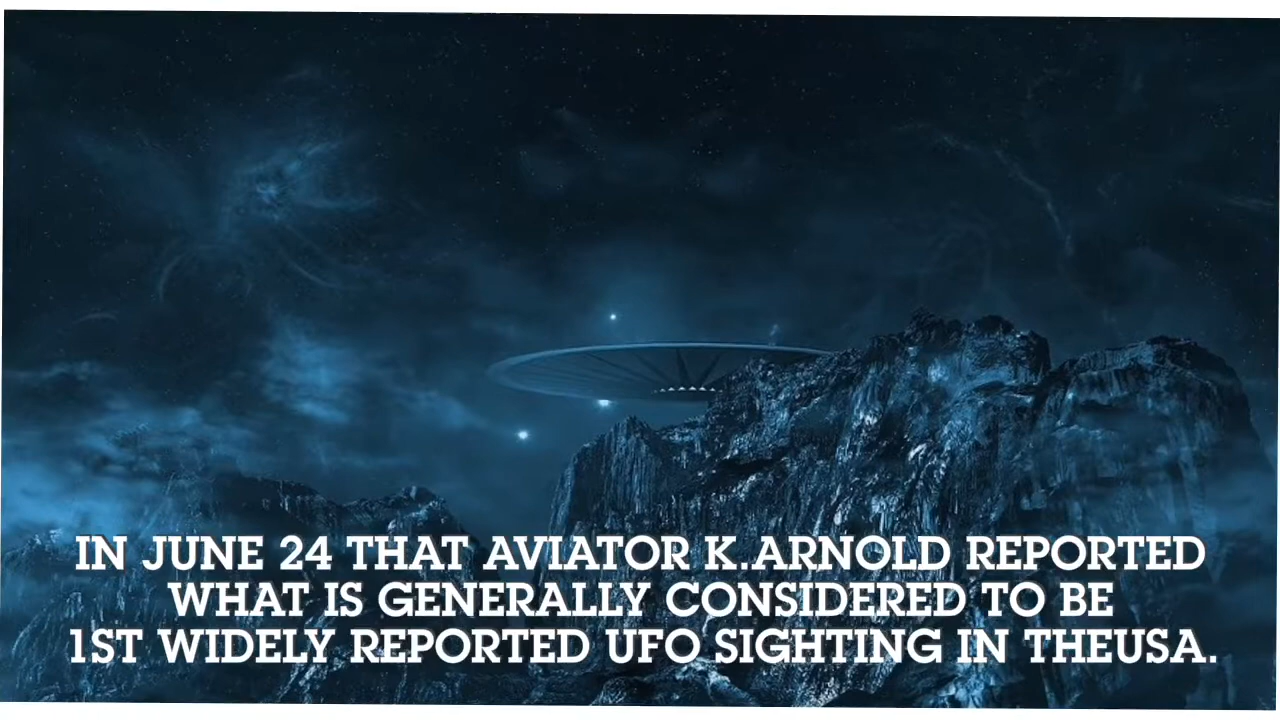 IN JUNE 24 THAT AVIATOR K.ARNOLD REPORTED
WHAT IS GENERALLY CONSIDERED TO BE
1ST WIDELY REPORTED UFO SIGHTING IN THEUSA.